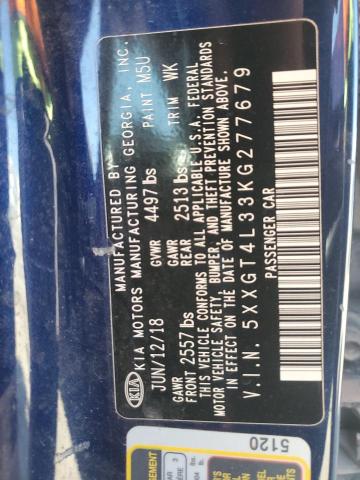 MANUFACTURED BY
KIA MOTORS MANUFACTURING GEORGIA, INC.
KIA
JUN/12/18 GVWR 4497 lbs PAINT M5U
GAWR FRONT 2557 lbs GAWR REAR 2513 lbs TRIM WK
THIS VEHICLE CONFORMS TO ALL APPLICABLE U.S.A. FEDERAL
MOTOR VEHICLE SAFETY, BUMPER, AND THEFT PREVENTION STANDARDS
IN EFFECT ON THE DATE OF MANUFACTURE SHOWN ABOVE.
V.I.N. 5XXGT4L33KG277679
PASSENGER CAR
5120